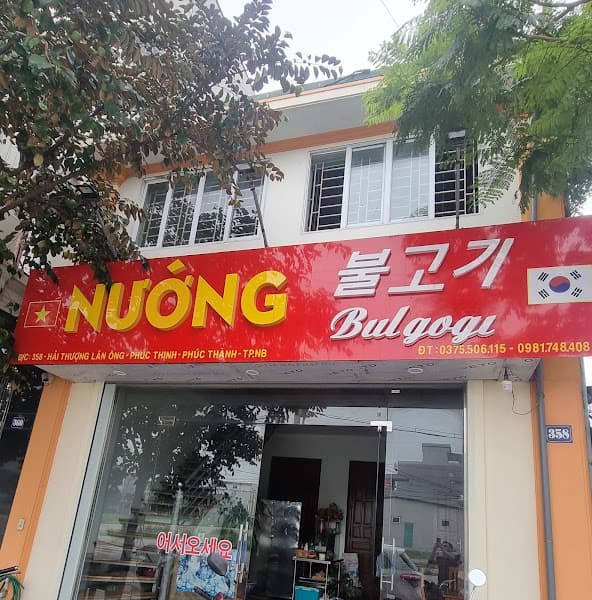 NƯỚNG
불고기
Bulgogi
Đ/C: 358 - HẢI THƯỢNG LÃN ÔNG - PHÚC THỊNH - PHÚC THÀNH - TP.NB
ĐT: 0375.506.115 - 0981.748.408
358
360
어서오세요